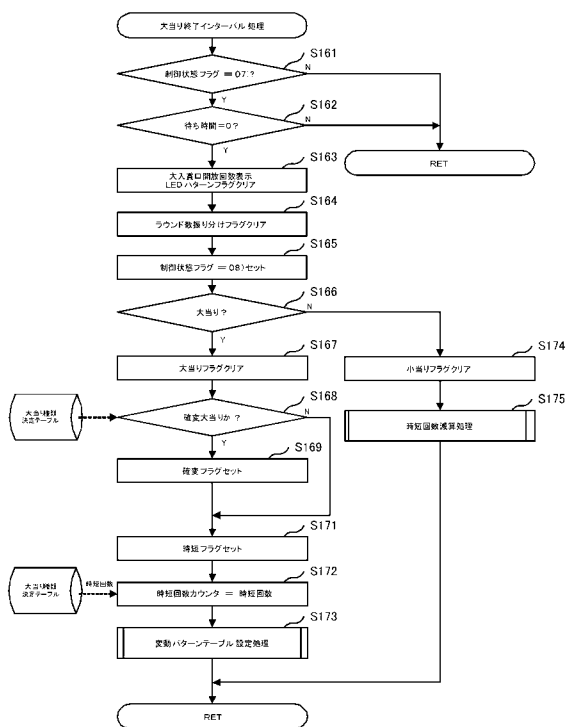 大当り終了インターバル 処理
S161
制御状態フラグ ＝07?
N
Y
S162
待ち時間＝0？
N
Y
RET
S163
大入賞口開放回数表示
LED パターンフラグクリア
S164
ラウンド数振り分けフラグクリア
S165
制御状態フラグ ＝ 08）セット
S166
大当り？
N
Y
S167
大当りフラグクリア
S174
小当りフラグクリア
大当り種類
決定テーブル
S168
確変大当りか ？
N
Y
S175
時短回数減算処理
S169
確変フラグセット
S171
時短フラグセット
大当り種類
決定テーブル
時短回数
S172
時短回数カウンタ ＝ 時短回数
S173
変動パターンテーブル 設定処理
RET